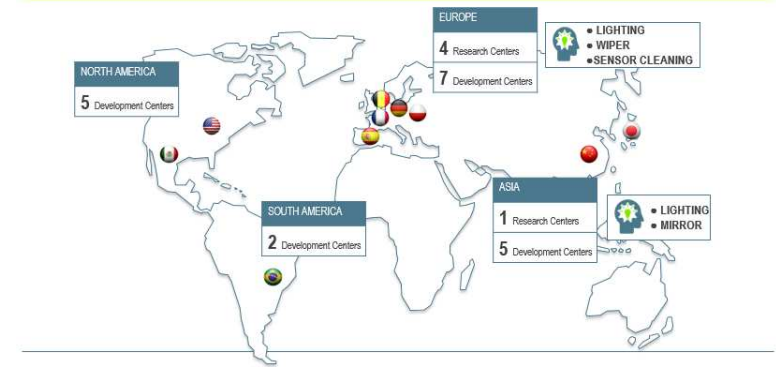 EUROPE
4 Research Centers
7 Development Centers
● LIGHTING
● WIPER
●SENSOR CLEANING
NORTH AMERICA
5 Development Centers
SOUTH AMERICA
2 Development Centers
ASIA
1 Research Centers
5 Development Centers
● LIGHTING
● MIRROR